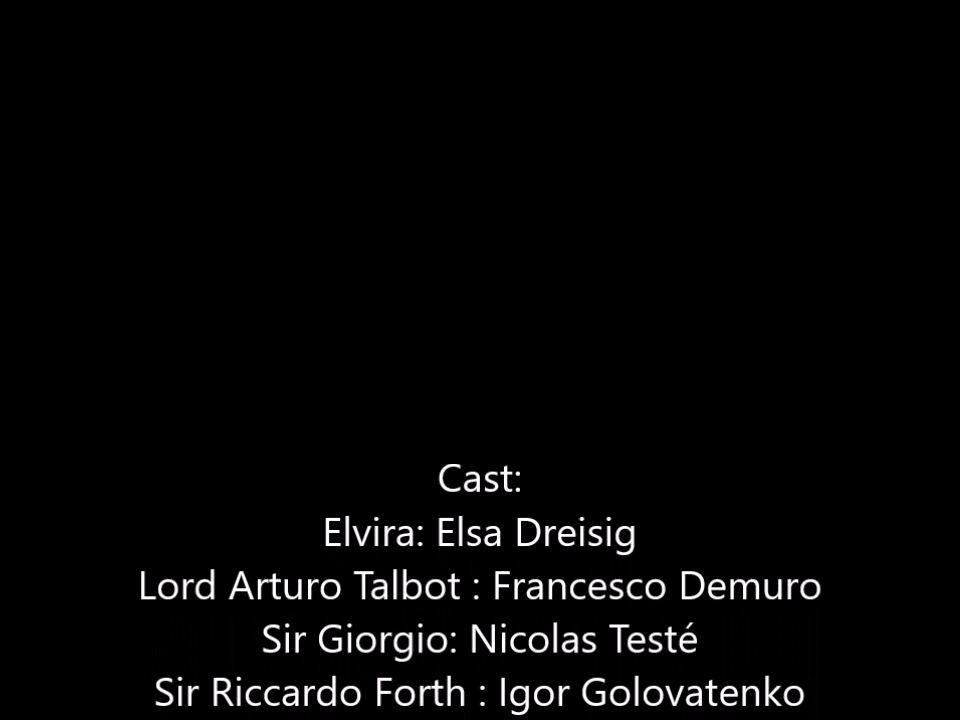 Cast:
Elvira: Elsa Dreisig
Lord Arturo Talbot : Francesco Demuro
Sir Giorgio: Nicolas Testé
Sir Riccardo Forth : Igor Golovatenko